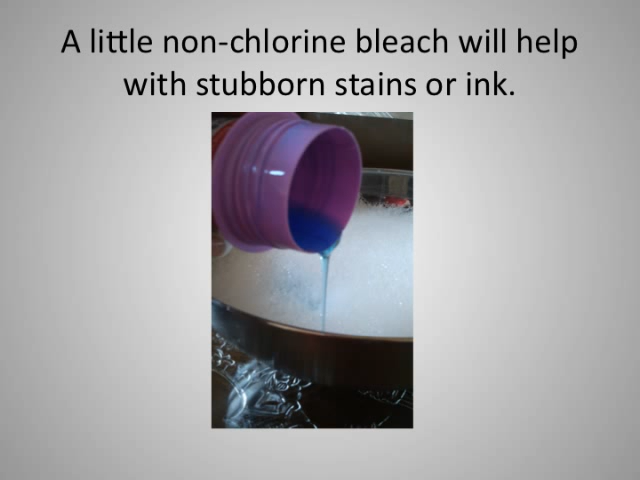 A little non-chlorine bleach will help
with stubborn stains or ink.